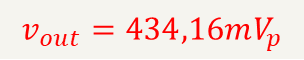 v_out = 434,16mV_p